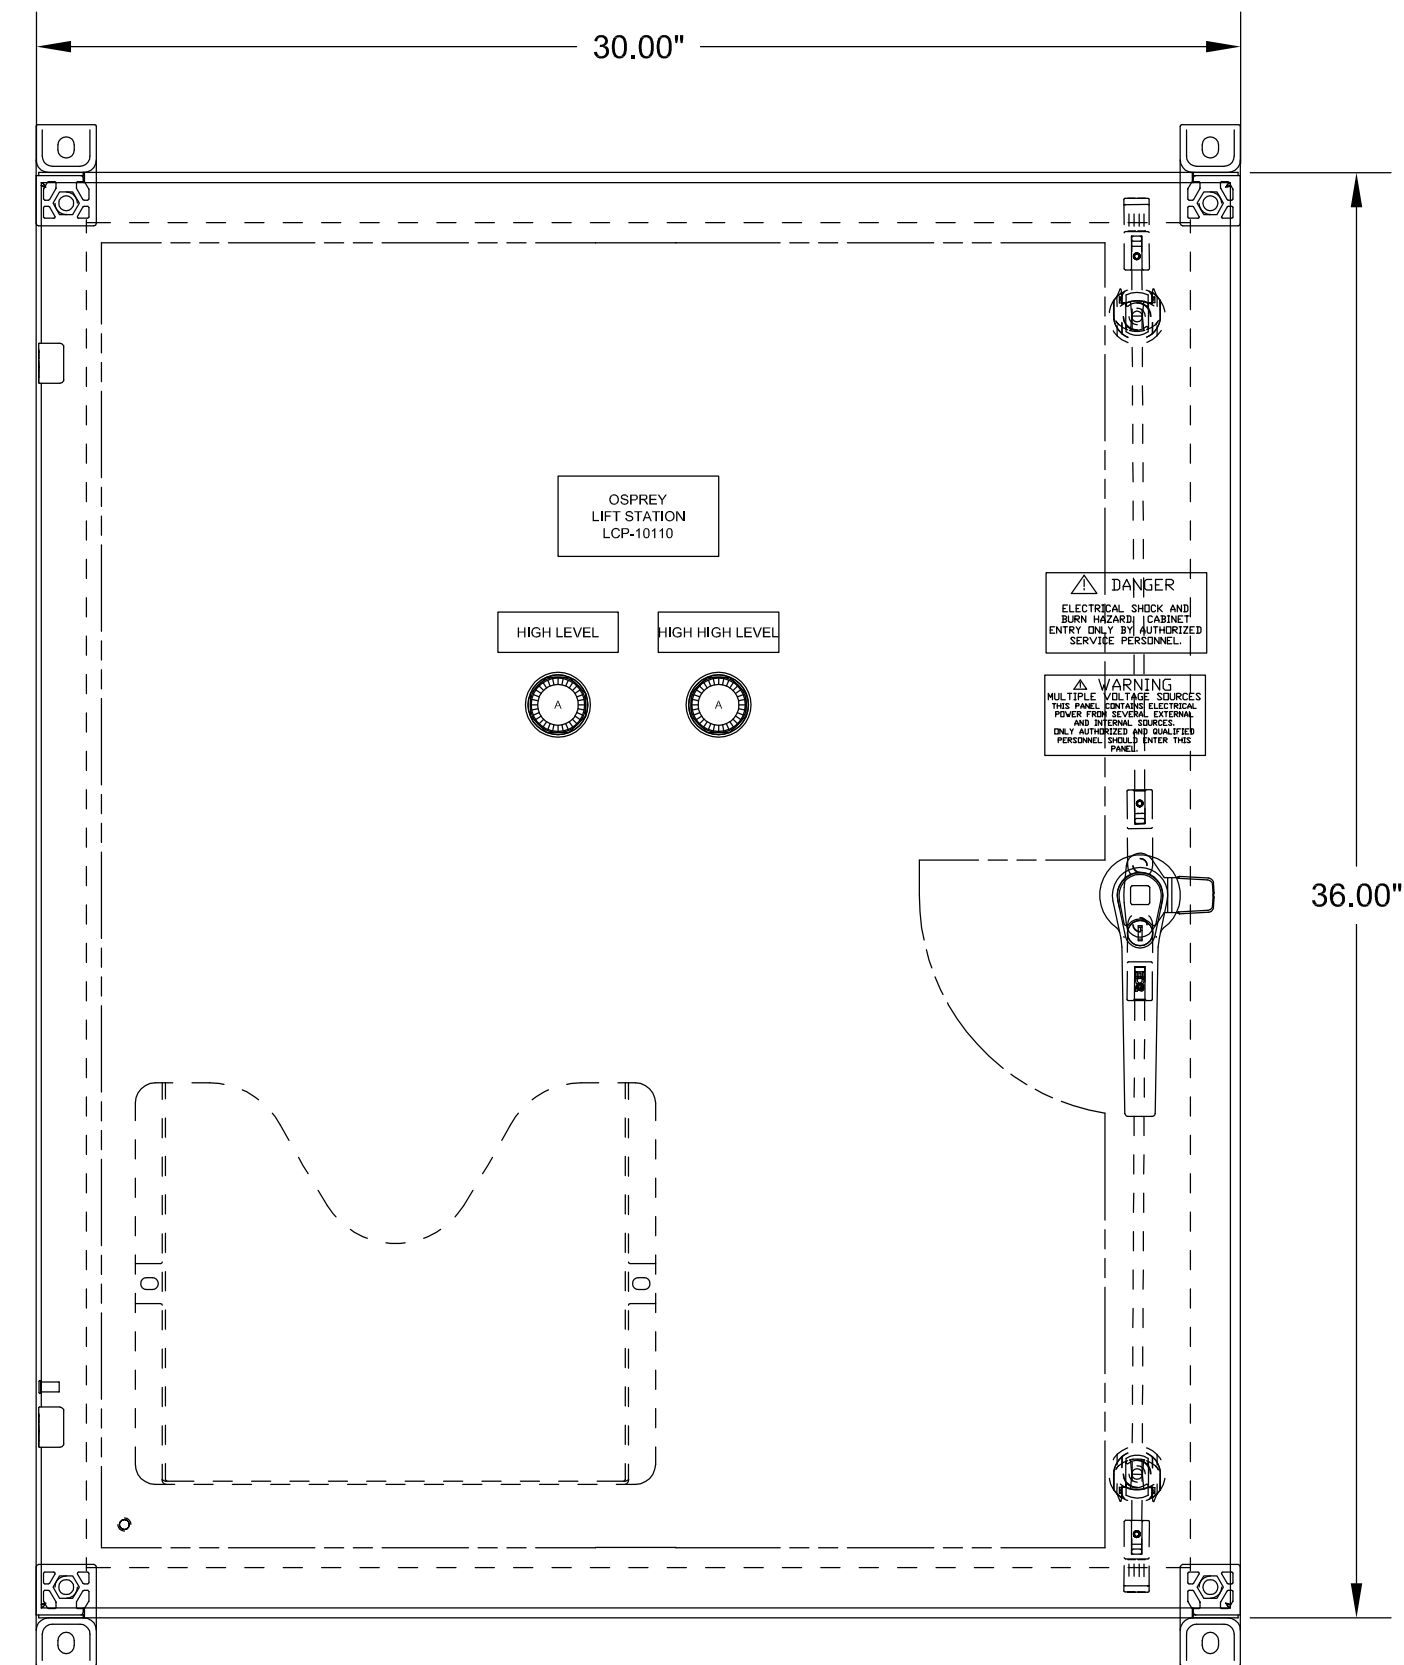 30.00"
OSPREY
LIFT STATION
LCP-10110
HIGH LEVEL
HIGH HIGH LEVEL
A
A
DANGER
ELECTRICAL SHOCK AND
BURN HAZARD. CABINET
ENTRY ONLY BY AUTHORIZED
SERVICE PERSONNEL.
WARNING
MULTIPLE VOLTAGE SOURCES
THIS PANEL CONTAINS ELECTRICAL
POWER FROM SEVERAL EXTERNAL
AND INTERNAL SOURCES.
ONLY AUTHORIZED AND QUALIFIED
PERSONNEL SHOULD ENTER THIS
PANEL.
36.00"